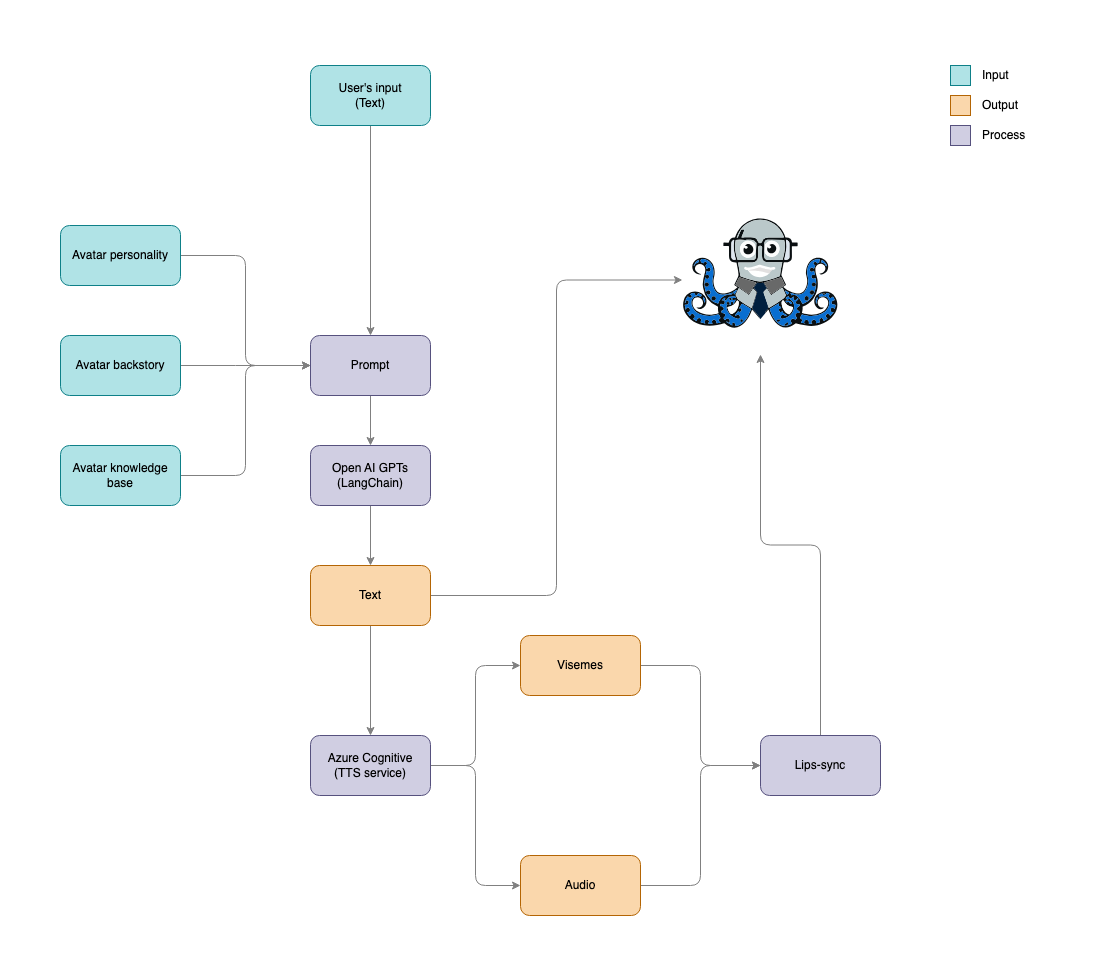 User's input
(Text)
Input
Output
Process
Avatar personality
Avatar backstory
Prompt
Avatar knowledge
base
Open AI GPTs
(LangChain)
Text
Visemes
Azure Cognitive
(TTS service)
Lips-sync
Audio